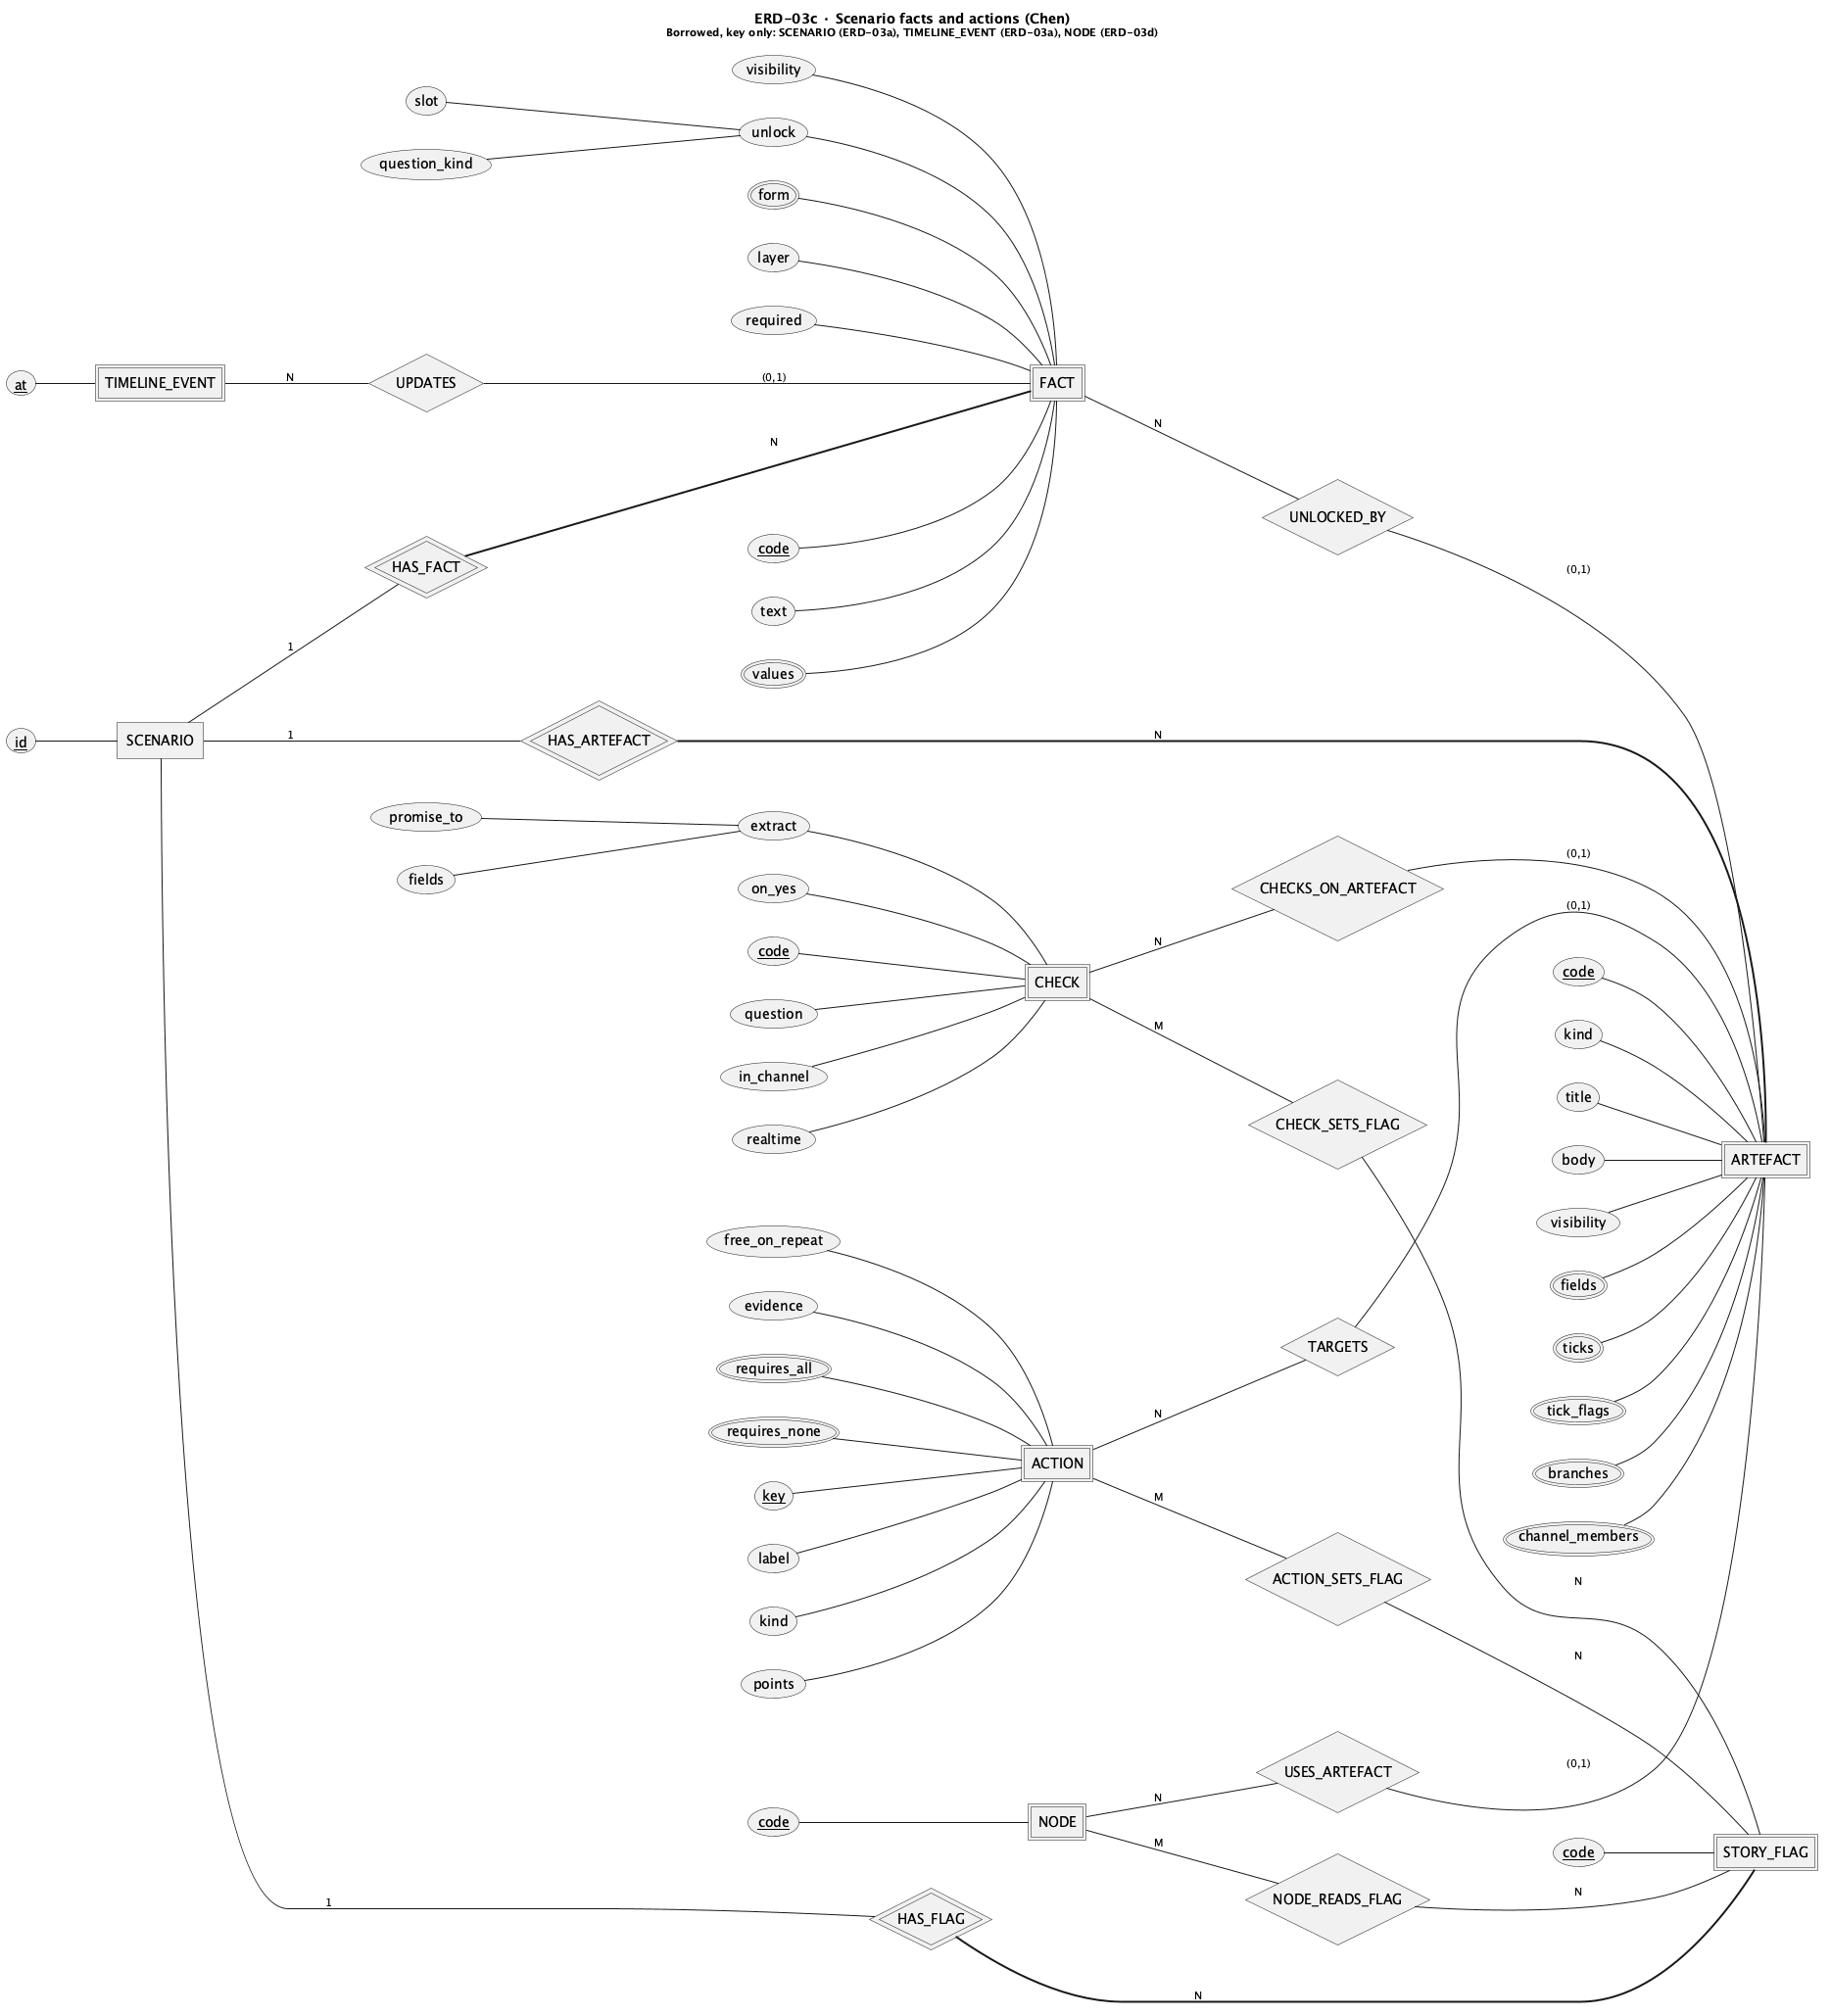 ERD-03c · Scenario facts and actions (Chen)
Borrowed, key only: SCENARIO (ERD-03a), TIMELINE_EVENT (ERD-03a), NODE (ERD-03d)
visibility
slot
unlock
question_kind
form
layer
required
at
TIMELINE_EVENT
N
UPDATES
(0,1)
FACT
N
N
UNLOCKED_BY
HAS_FACT
(0,1)
code
text
1
values
id
SCENARIO
1
HAS_ARTEFACT
N
promise_to
extract
fields
on_yes
CHECKS_ON_ARTEFACT
(0,1)
(0,1)
code
N
CHECK
code
question
M
kind
in_channel
title
CHECK_SETS_FLAG
realtime
body
ARTEFACT
visibility
free_on_repeat
fields
evidence
TARGETS
ticks
requires_all
N
tick_flags
requires_none
ACTION
branches
key
M
channel_members
label
ACTION_SETS_FLAG
N
kind
N
points
USES_ARTEFACT
(0,1)
N
code
NODE
M
code
STORY_FLAG
NODE_READS_FLAG
N
1
HAS_FLAG
N